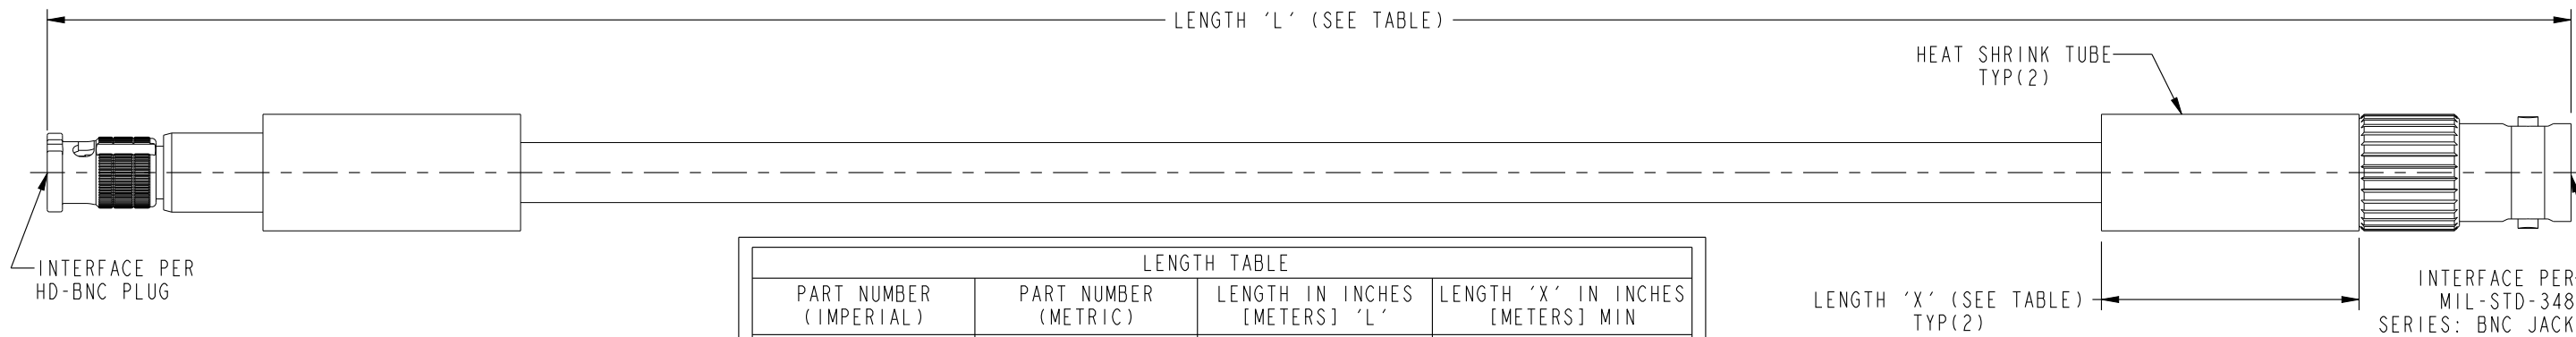 LENGTH 'L' (SEE TABLE)
HEAT SHRINK TUBE
TYP(2)
INTERFACE PER
HD-BNC PLUG
LENGTH TABLE
PART NUMBER
(IMPERIAL)
PART NUMBER
(METRIC)
LENGTH IN INCHES
[METERS] 'L'
LENGTH 'X' IN INCHES
[METERS] MIN
LENGTH 'X' (SEE TABLE)
TYP(2)
INTERFACE PER
MIL-STD-348
SERIES: BNC JACK